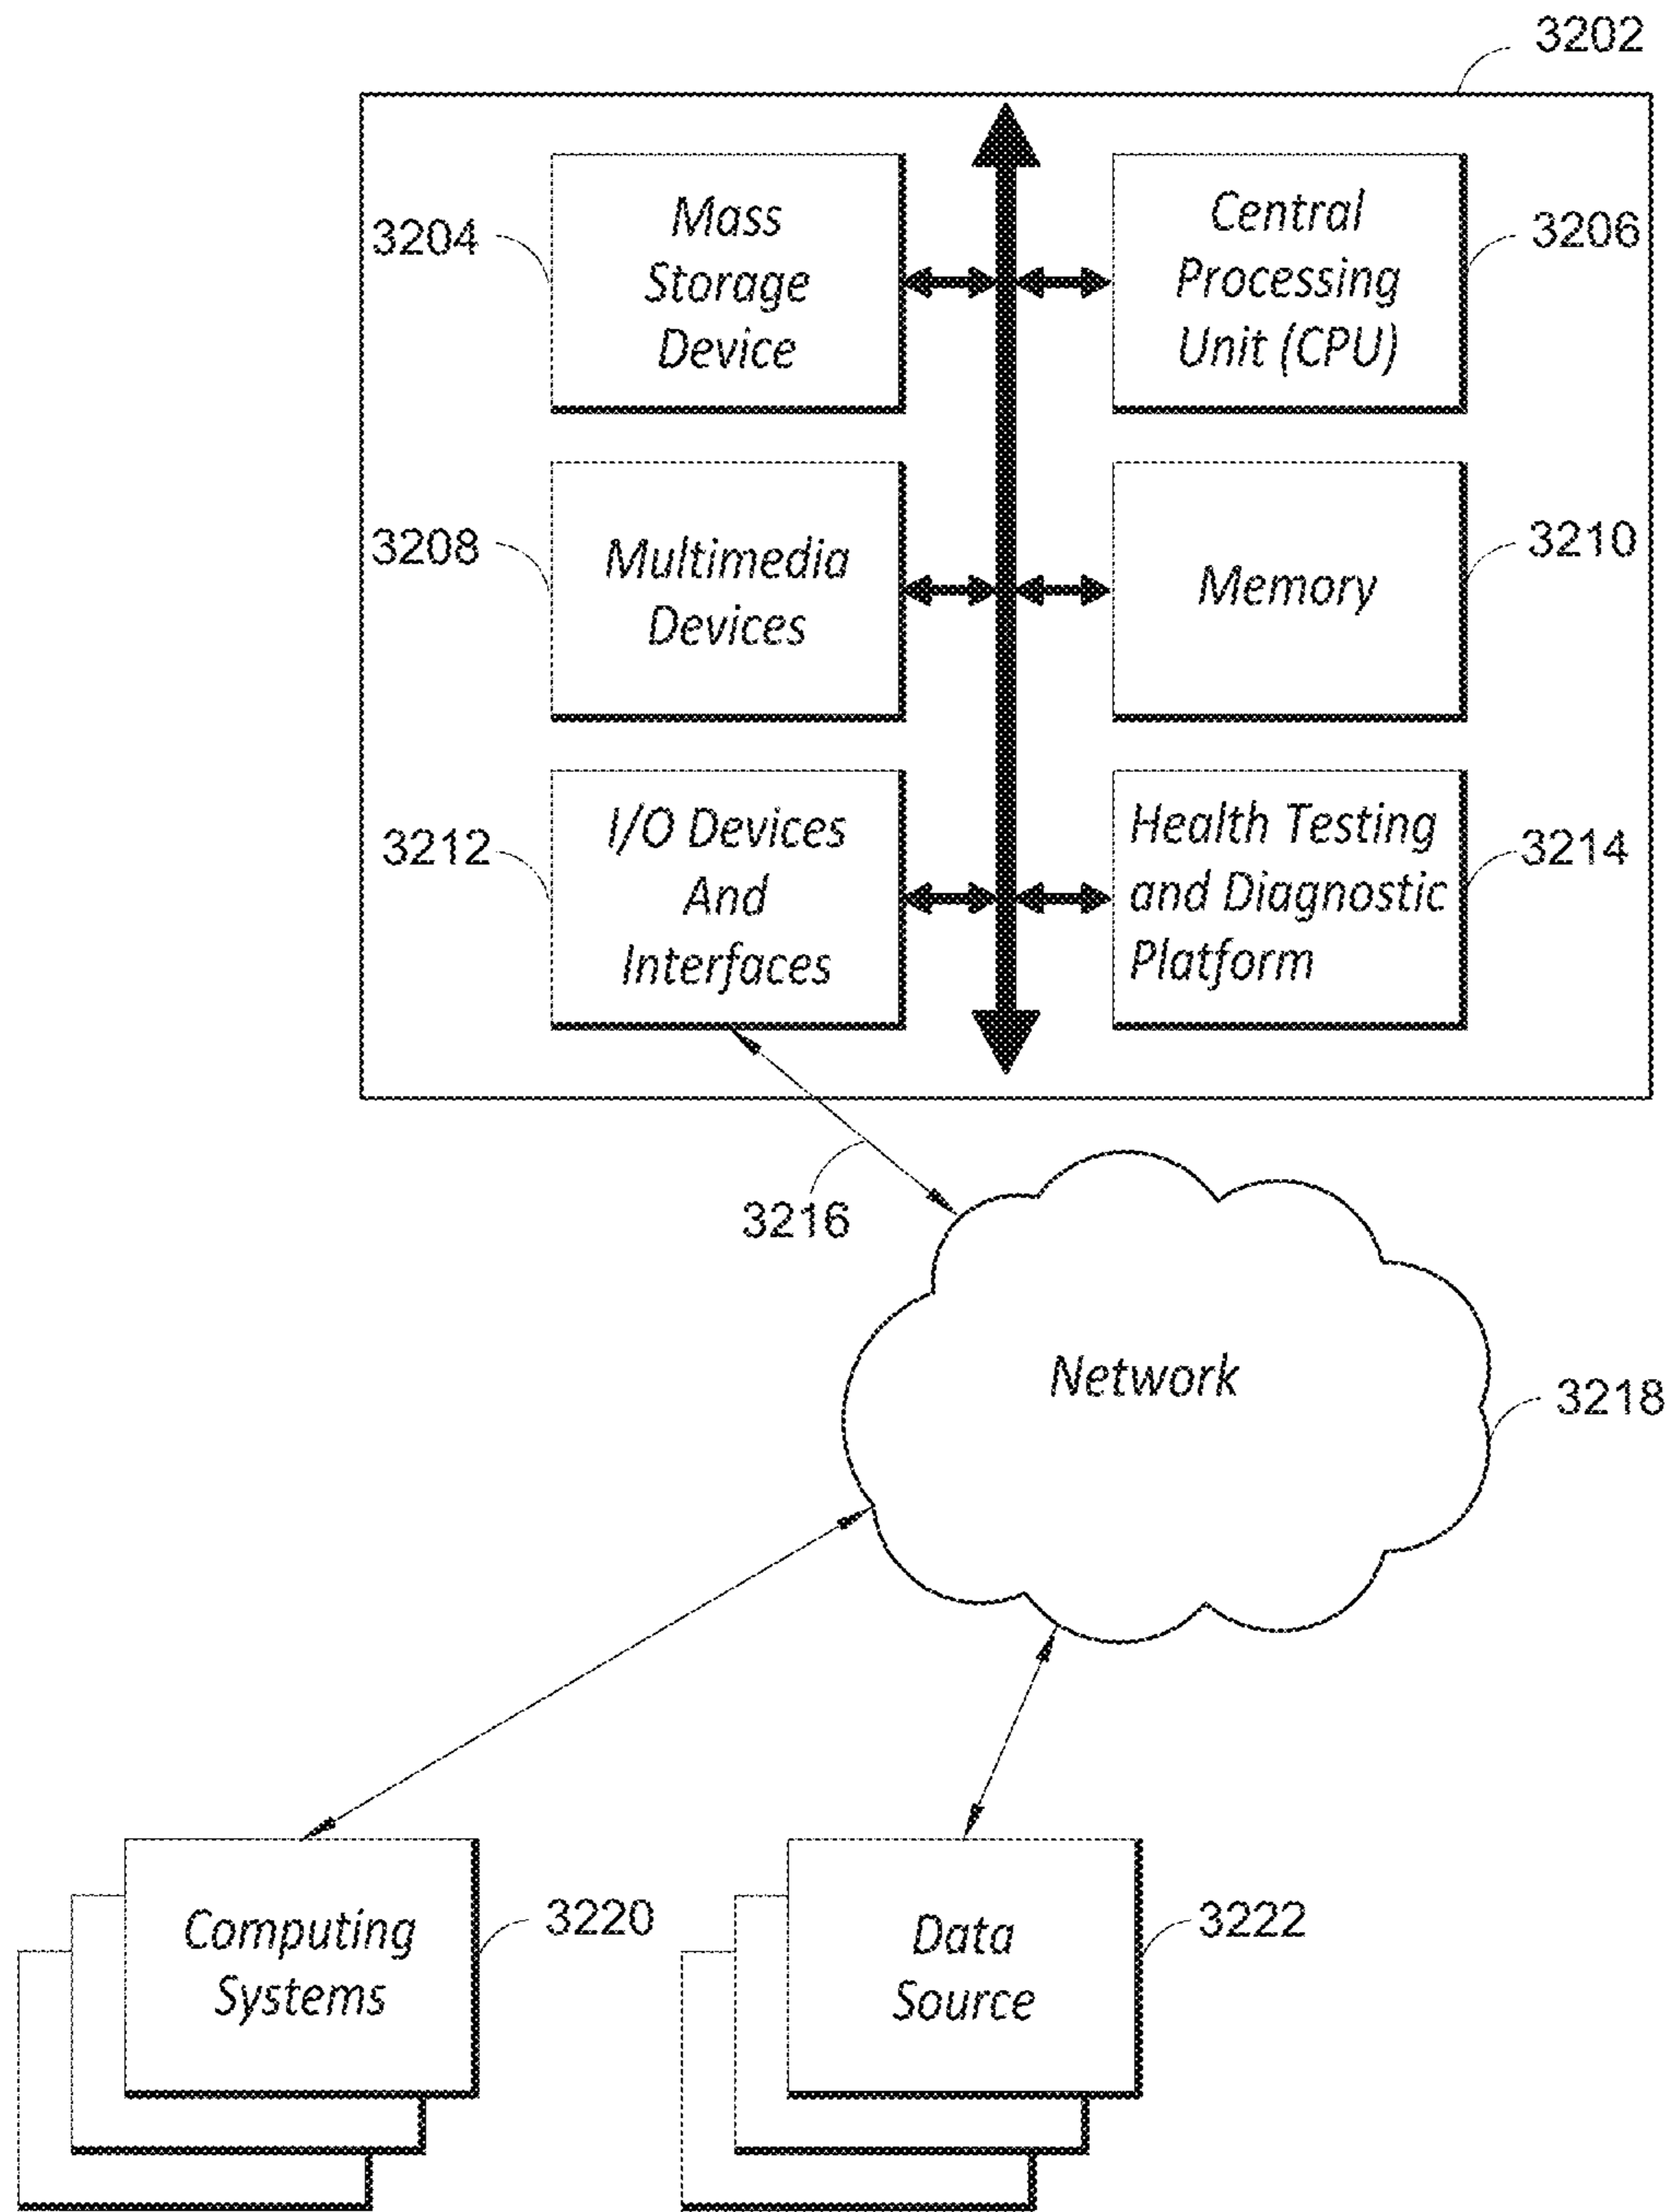 3202
3204
Mass
Storage
Device
Central
Processing
Unit (CPU)
3206
3208
Multimedia
Devices
Memory
3210
3212
I/O Devices
And
Interfaces
Health Testing
and Diagnostic
Platform
3214
3216
Network
3218
Computing
Systems
3220
Data
Source
3222